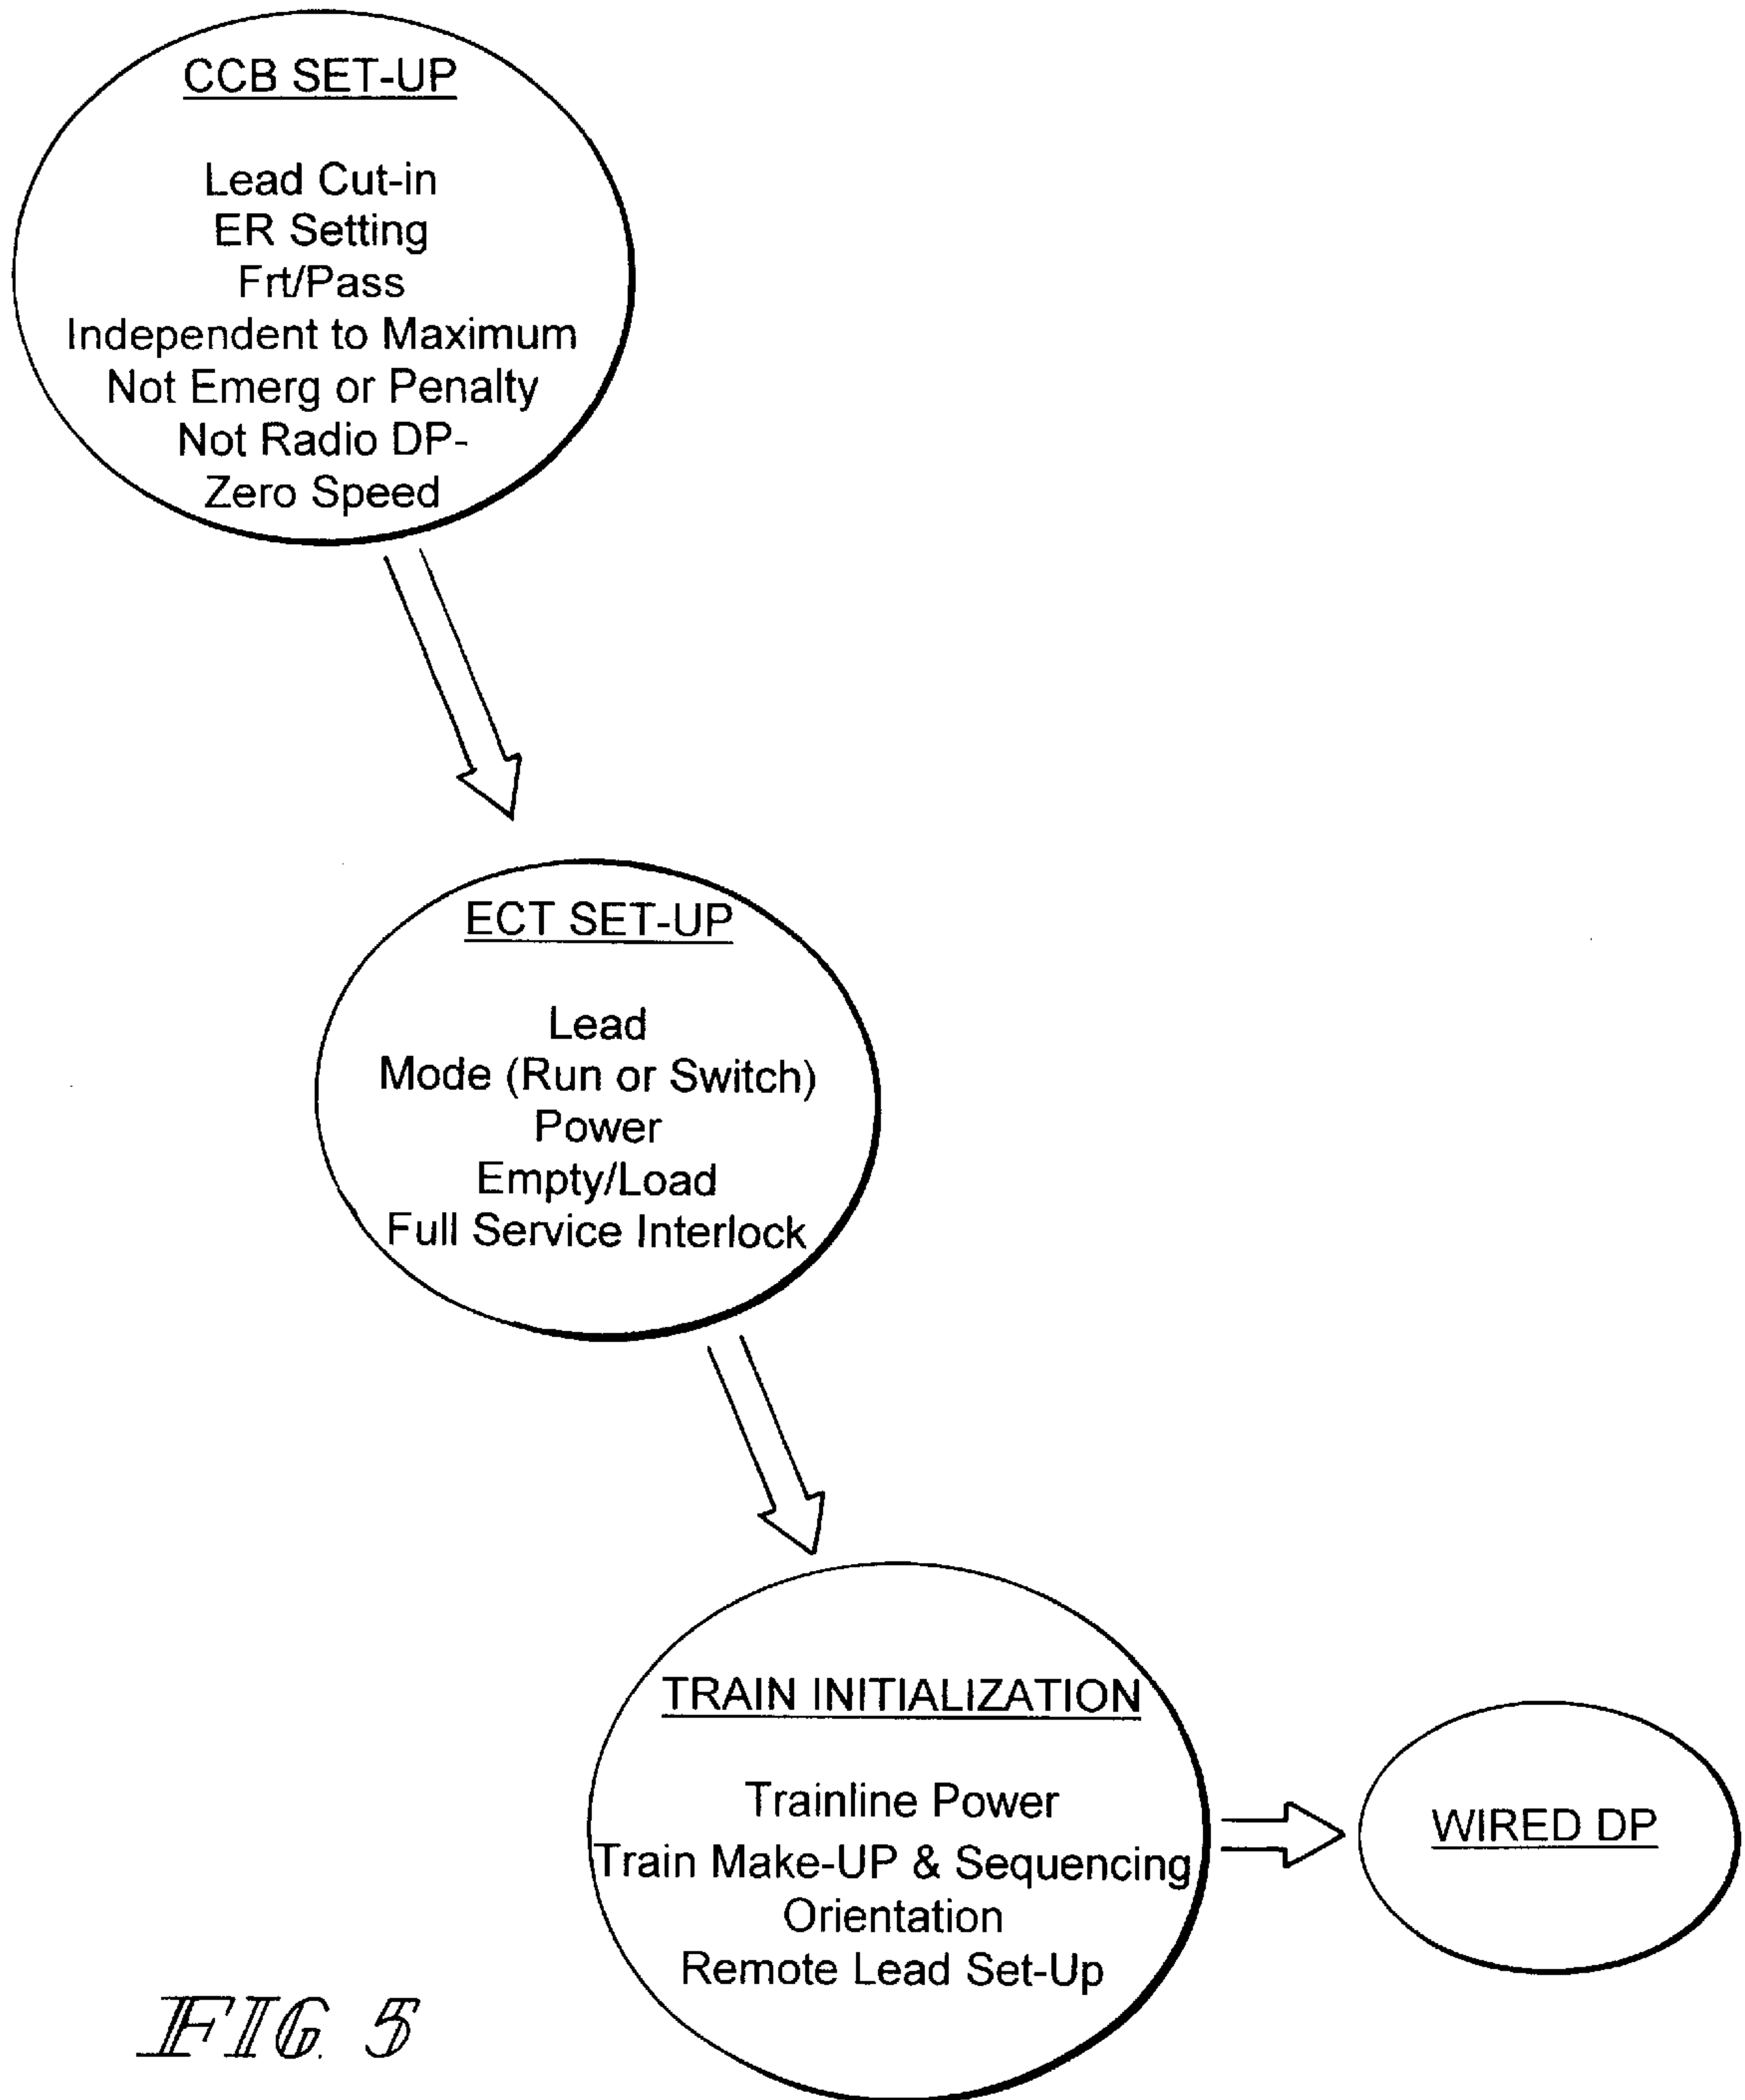 CCB SET-UP
Lead Cut-in
ER Setting
Frt/Pass
Independent to Maximum
Not Emerg or Penalty
Not Radio DP-
Zero Speed
ECT SET-UP
Lead
Mode (Run or Switch)
Power
Empty/Load
Full Service Interlock
TRAIN INITIALIZATION
Trainline Power
Train Make-UP & Sequencing
Orientation
Remote Lead Set-Up
WIRED DP
FIG. 5